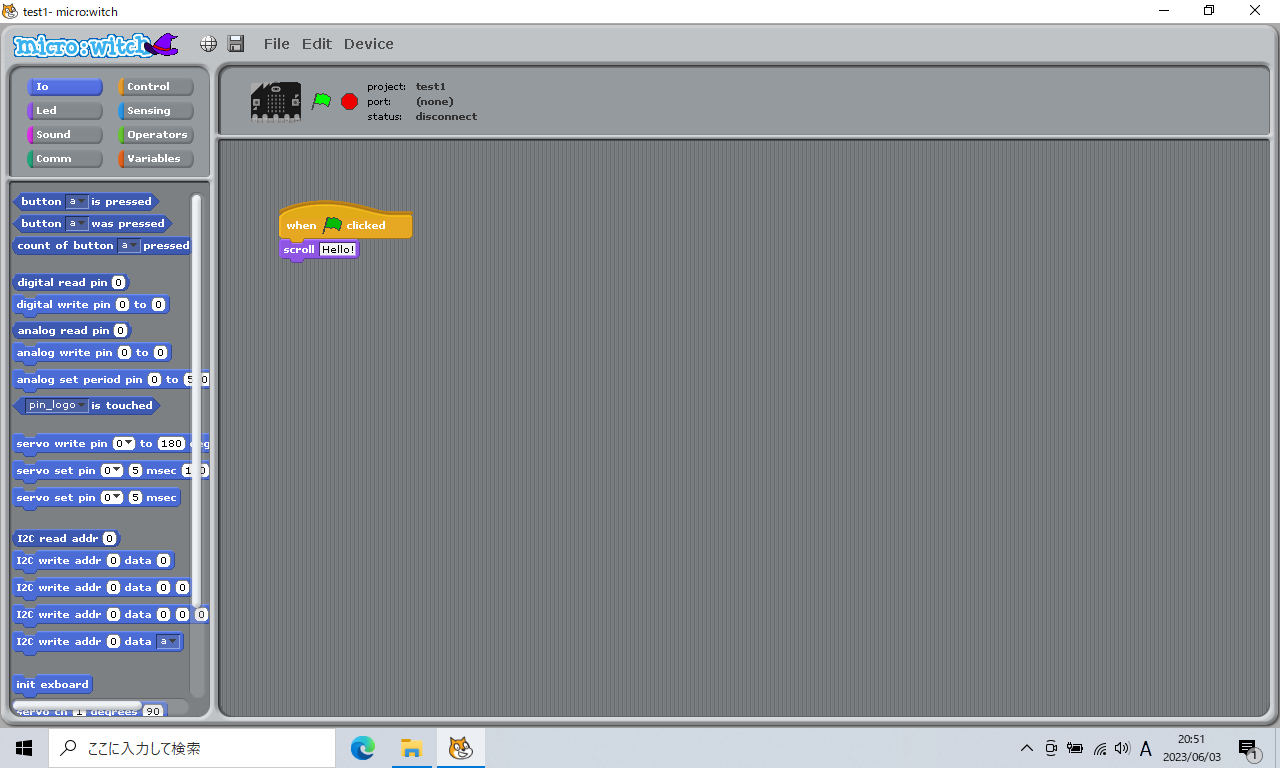 test1- micro:witch
micro:witch
File Edit Device
Io Control
Led Sensing
Sound Operators
Comm Variables
project: test1
port: (none)
status: disconnect
button a is pressed
button a was pressed
count of button a pressed
digital read pin 0
digital write pin 0 to 0
analog read pin 0
analog write pin 0 to 0
analog set period pin 0 to
pin_logo is touched
servo write pin 0 to 180
servo set pin 0 5 msec
servo set pin 0 5 msec
I2C read addr 0
I2C write addr 0 data 0
I2C write addr 0 data 0 0
I2C write addr 0 data 0 0 0
I2C write addr 0 data a
init exboard
servo ch 1 degrees 90
when clicked
scroll Hello!
ここに入力して検索
A
20:51
2023/06/03
1